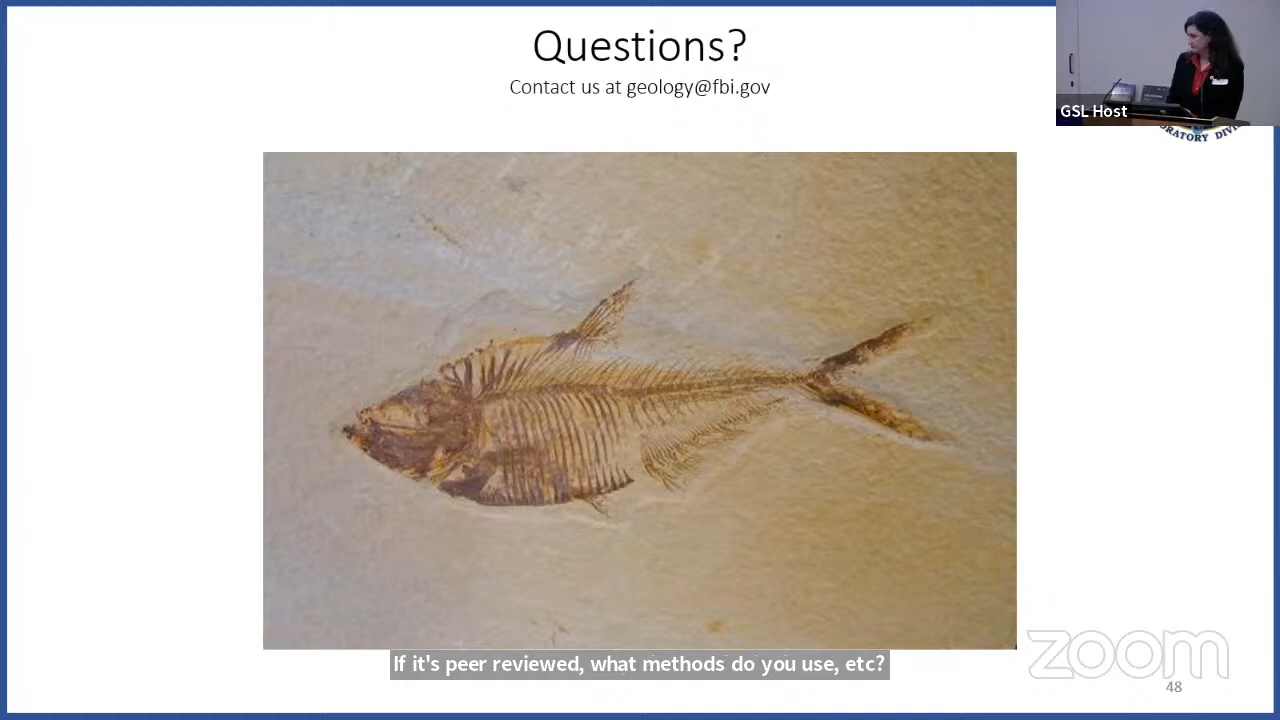 Questions?
Contact us at geology@fbi.gov
GSL Host
If it's peer reviewed, what methods do you use, etc?
zoom
48